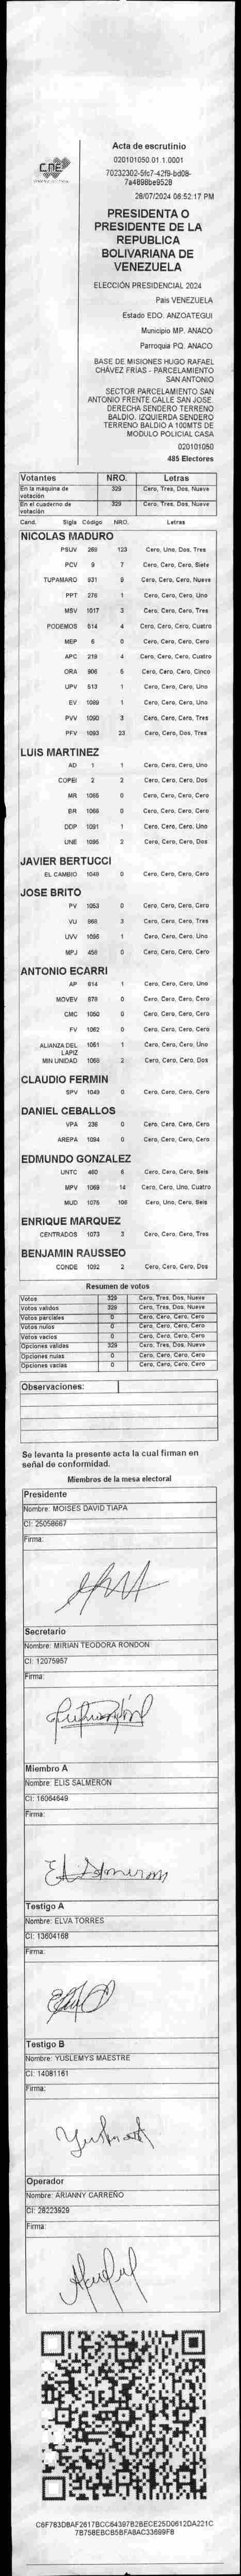 CNE
Acta de escrutinio
020101050.01.1.0001
70232302-5fc7-42f9-bd08-
7a4898be9528
28/07/2024 06:52:17 PM
PRESIDENTA O
PRESIDENTE DE LA
REPUBLICA
BOLIVARIANA DE
VENEZUELA
ELECCIÓN PRESIDENCIAL 2024
País VENEZUELA
Estado EDO. ANZOATEGUI
Municipio MP. ANACO
Parroquia PQ. ANACO
BASE DE MISIONES HUGO RAFAEL
CHÁVEZ FRÍAS - PARCELAMIENTO
SAN ANTONIO
SECTOR PARCELAMIENTO SAN
ANTONIO FRENTE CALLE SAN JOSE.
DERECHA SENDERO TERRENO
BALDIO. IZQUIERDA SENDERO
TERRENO BALDIO A 100MTS DE
MODULO POLICIAL CASA
020101050
485 Electores
Votantes NRO. Letras
En la máquina de votación 329 Cero, Tres, Dos, Nueve
En el cuaderno de votación 329 Cero, Tres, Dos, Nueve
Cand. Sigla Código NRO. Letras
NICOLAS MADURO
PSUV 269 123 Cero, Uno, Dos, Tres
PCV 9 7 Cero, Cero, Cero, Siete
TUPAMARO 931 9 Cero, Cero, Cero, Nueve
PPT 276 1 Cero, Cero, Cero, Uno
MSV 1017 3 Cero, Cero, Cero, Tres
PODEMOS 614 4 Cero, Cero, Cero, Cuatro
MEP 6 0 Cero, Cero, Cero, Cero
APC 219 4 Cero, Cero, Cero, Cuatro
ORA 906 5 Cero, Cero, Cero, Cinco
UPV 513 1 Cero, Cero, Cero, Uno
EV 1089 1 Cero, Cero, Cero, Uno
PVV 1090 3 Cero, Cero, Cero, Tres
PFV 1093 23 Cero, Cero, Dos, Tres
LUIS MARTINEZ
AD 1 1 Cero, Cero, Cero, Uno
COPEI 2 2 Cero, Cero, Cero, Dos
MR 1065 0 Cero, Cero, Cero, Cero
BR 1068 0 Cero, Cero, Cero, Cero
DDP 1091 1 Cero, Cero, Cero, Uno
UNE 1095 2 Cero, Cero, Cero, Dos
JAVIER BERTUCCI
EL CAMBIO 1048 0 Cero, Cero, Cero, Cero
JOSE BRITO
PV 1053 0 Cero, Cero, Cero, Cero
VU 868 3 Cero, Cero, Cero, Tres
UVV 1096 1 Cero, Cero, Cero, Uno
MPJ 458 0 Cero, Cero, Cero, Cero
ANTONIO ECARRI
AP 814 1 Cero, Cero, Cero, Uno
MOVEV 979 0 Cero, Cero, Cero, Cero
CMC 1050 0 Cero, Cero, Cero, Cero
FV 1062 0 Cero, Cero, Cero, Cero
ALIANZA DEL LAPIZ 1051 1 Cero, Cero, Cero, Uno
MIN UNIDAD 1056 2 Cero, Cero, Cero, Dos
CLAUDIO FERMIN
SPV 1049 0 Cero, Cero, Cero, Cero
DANIEL CEBALLOS
VPA 236 0 Cero, Cero, Cero, Cero
AREPA 1094 0 Cero, Cero, Cero, Cero
EDMUNDO GONZALEZ
UNTC 460 6 Cero, Cero, Cero, Seis
MPV 1069 14 Cero, Cero, Uno, Cuatro
MUD 1075 106 Cero, Uno, Cero, Seis
ENRIQUE MARQUEZ
CENTRADOS 1073 3 Cero, Cero, Cero, Tres
BENJAMIN RAUSSEO
CONDE 1092 2 Cero, Cero, Cero, Dos
Resumen de votos
Votos 329 Cero, Tres, Dos, Nueve
Votos validos 329 Cero, Tres, Dos, Nueve
Votos parciales 0 Cero, Cero, Cero, Cero
Votos nulos 0 Cero, Cero, Cero, Cero
Votos vacios 0 Cero, Cero, Cero, Cero
Opciones validas 329 Cero, Tres, Dos, Nueve
Opciones nulas 0 Cero, Cero, Cero, Cero
Opciones vacias 0 Cero, Cero, Cero, Cero
Observaciones:
Se levanta la presente acta la cual firman en
señal de conformidad.
Miembros de la mesa electoral
Presidente
Nombre: MOISES DAVID TIAPA
CI: 25058667
Firma:
Secretario
Nombre: MIRIAN TEODORA RONDON
CI: 12075957
Firma:
Miembro A
Nombre: ELIS SALMERON
CI: 16064649
Firma:
Testigo A
Nombre: ELVA TORRES
CI: 13604168
Firma:
Testigo B
Nombre: YUSLEMYS MAESTRE
CI: 14081161
Firma:
Operador
Nombre: ARIANNY CARREÑO
CI: 28223929
Firma:
C6F783D8AF2617BCC64397B2BECE25D0612DA221C
7B758EBCB5BFA8AC33699FB